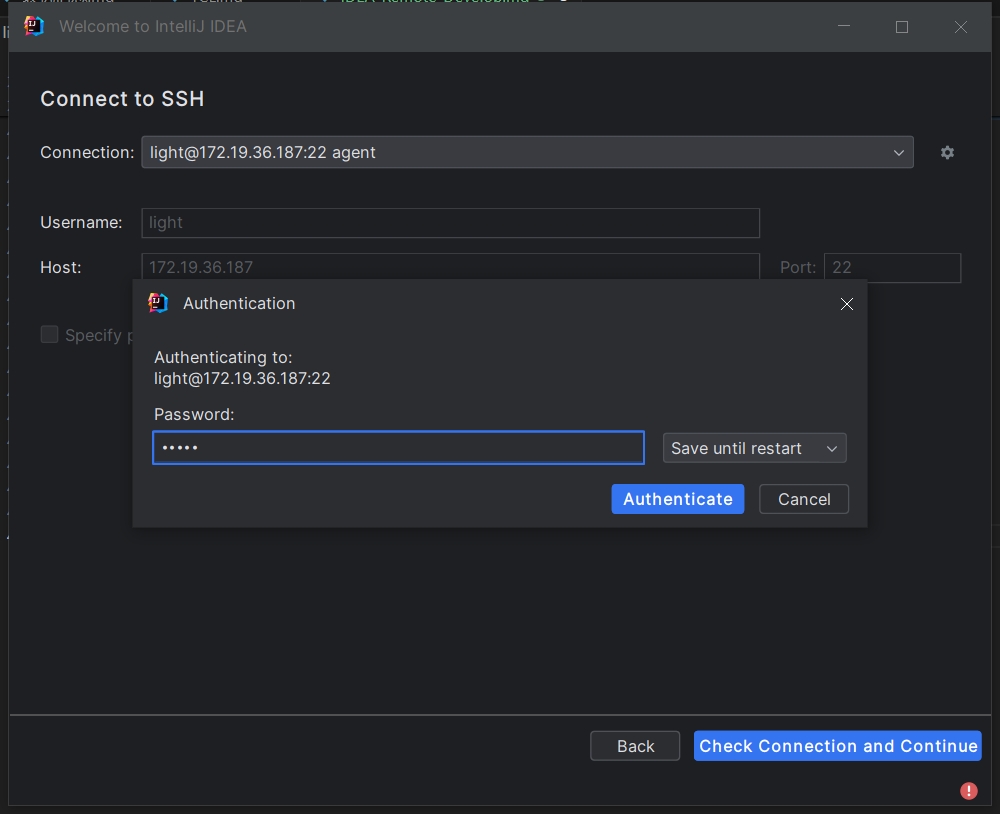 Welcome to IntelliJ IDEA
Connect to SSH
Connection: light@172.19.36.187:22 agent
Username: light
Host: 172.19.36.187 Port: 22
Specify
Authentication
Authenticating to:
light@172.19.36.187:22
Password:
•••••
Save until restart
Authenticate Cancel
Back Check Connection and Continue